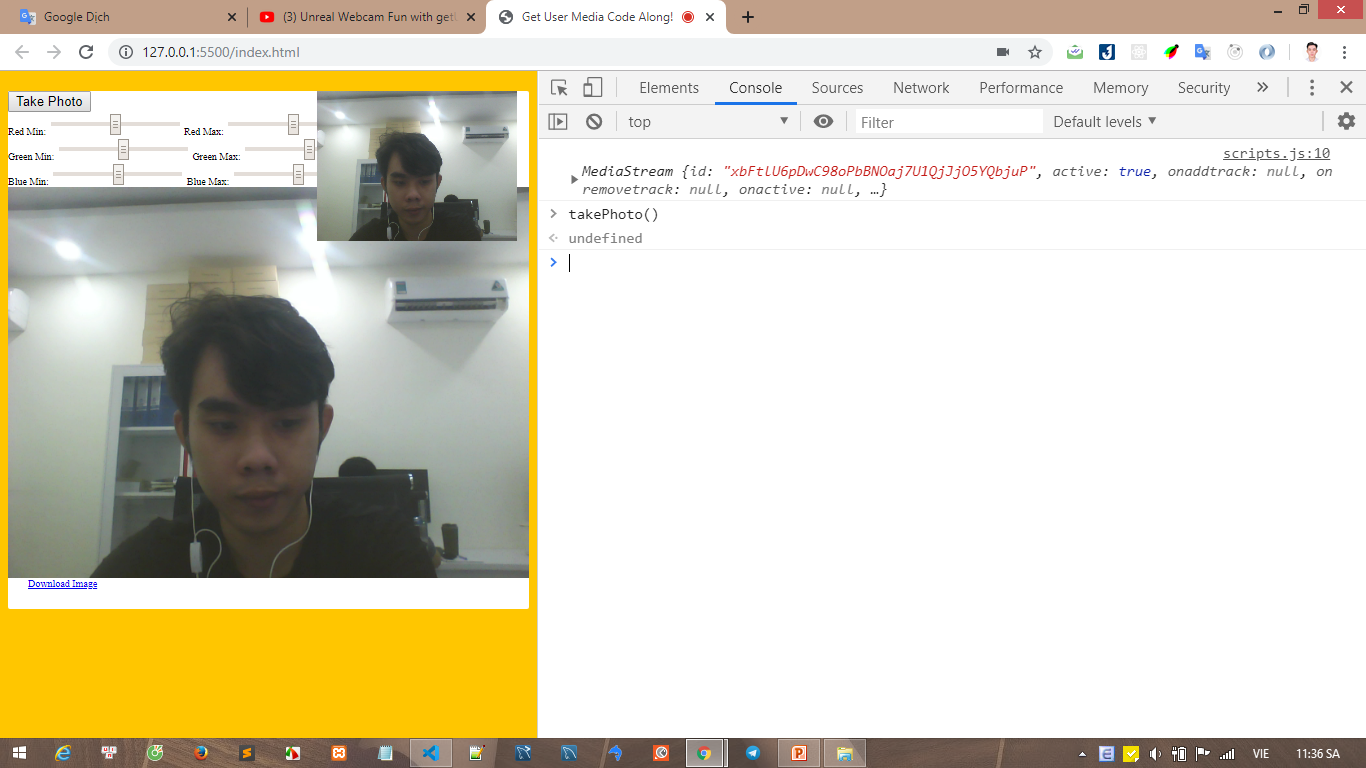 Google Dịch
(3) Unreal Webcam Fun with getU
Get User Media Code Along!
127.0.0.1:5500/index.html
Take Photo
Red Min:
Red Max:
Green Min:
Green Max:
Blue Min:
Blue Max:
Download Image
Elements
Console
Sources
Network
Performance
Memory
Security
top
Filter
Default levels
scripts.js:10
MediaStream {id: "xbFtlU6pDwC98oPbBNOaj7U1QjJjO5YQbjuP", active: true, onaddtrack: null, on
removetrack: null, onactive: null, …}
takePhoto()
undefined
VIE
11:36 SA